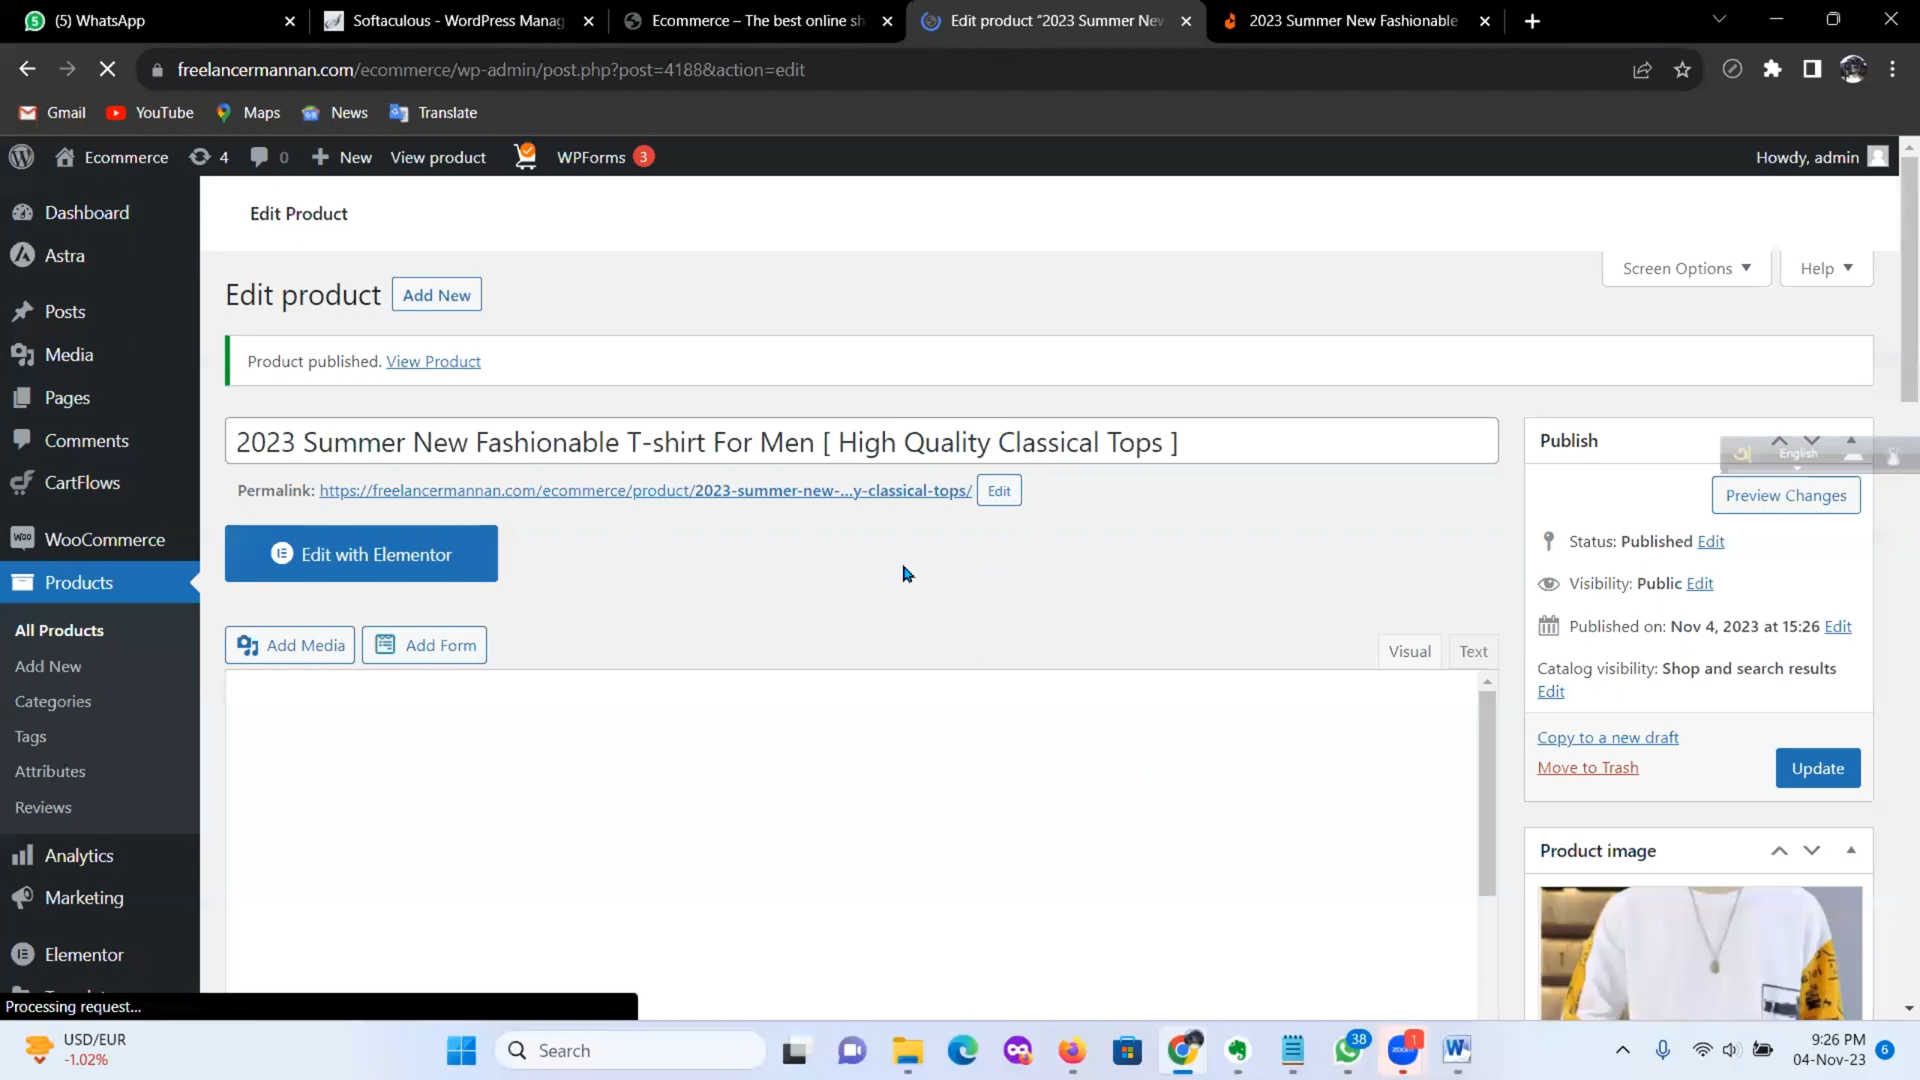 (5) WhatsApp
Softaculous - WordPress Manag
Ecommerce – The best online sh
Edit product "2023 Summer Nev
2023 Summer New Fashionable
freelancermannan.com/ecommerce/wp-admin/post.php?post=4188&action=edit
Gmail
YouTube
Maps
News
Translate
Ecommerce
4
0
New
View product
WPForms 3
Howdy, admin
Dashboard
Astra
Posts
Media
Pages
Comments
CartFlows
WooCommerce
Products
All Products
Add New
Categories
Tags
Attributes
Reviews
Analytics
Marketing
Elementor
Processing request...
Edit Product
Screen Options
Help
Edit product
Add New
Product published. View Product
2023 Summer New Fashionable T-shirt For Men [ High Quality Classical Tops ]
Permalink: https://freelancermannan.com/ecommerce/product/2023-summer-new-...y-classical-tops/ Edit
Edit with Elementor
Add Media
Add Form
Visual
Text
Publish
English
Preview Changes
Status: Published Edit
Visibility: Public Edit
Published on: Nov 4, 2023 at 15:26 Edit
Catalog visibility: Shop and search results
Edit
Copy to a new draft
Move to Trash
Update
Product image
USD/EUR
-1.02%
Search
38
1
9:26 PM
04-Nov-23
6